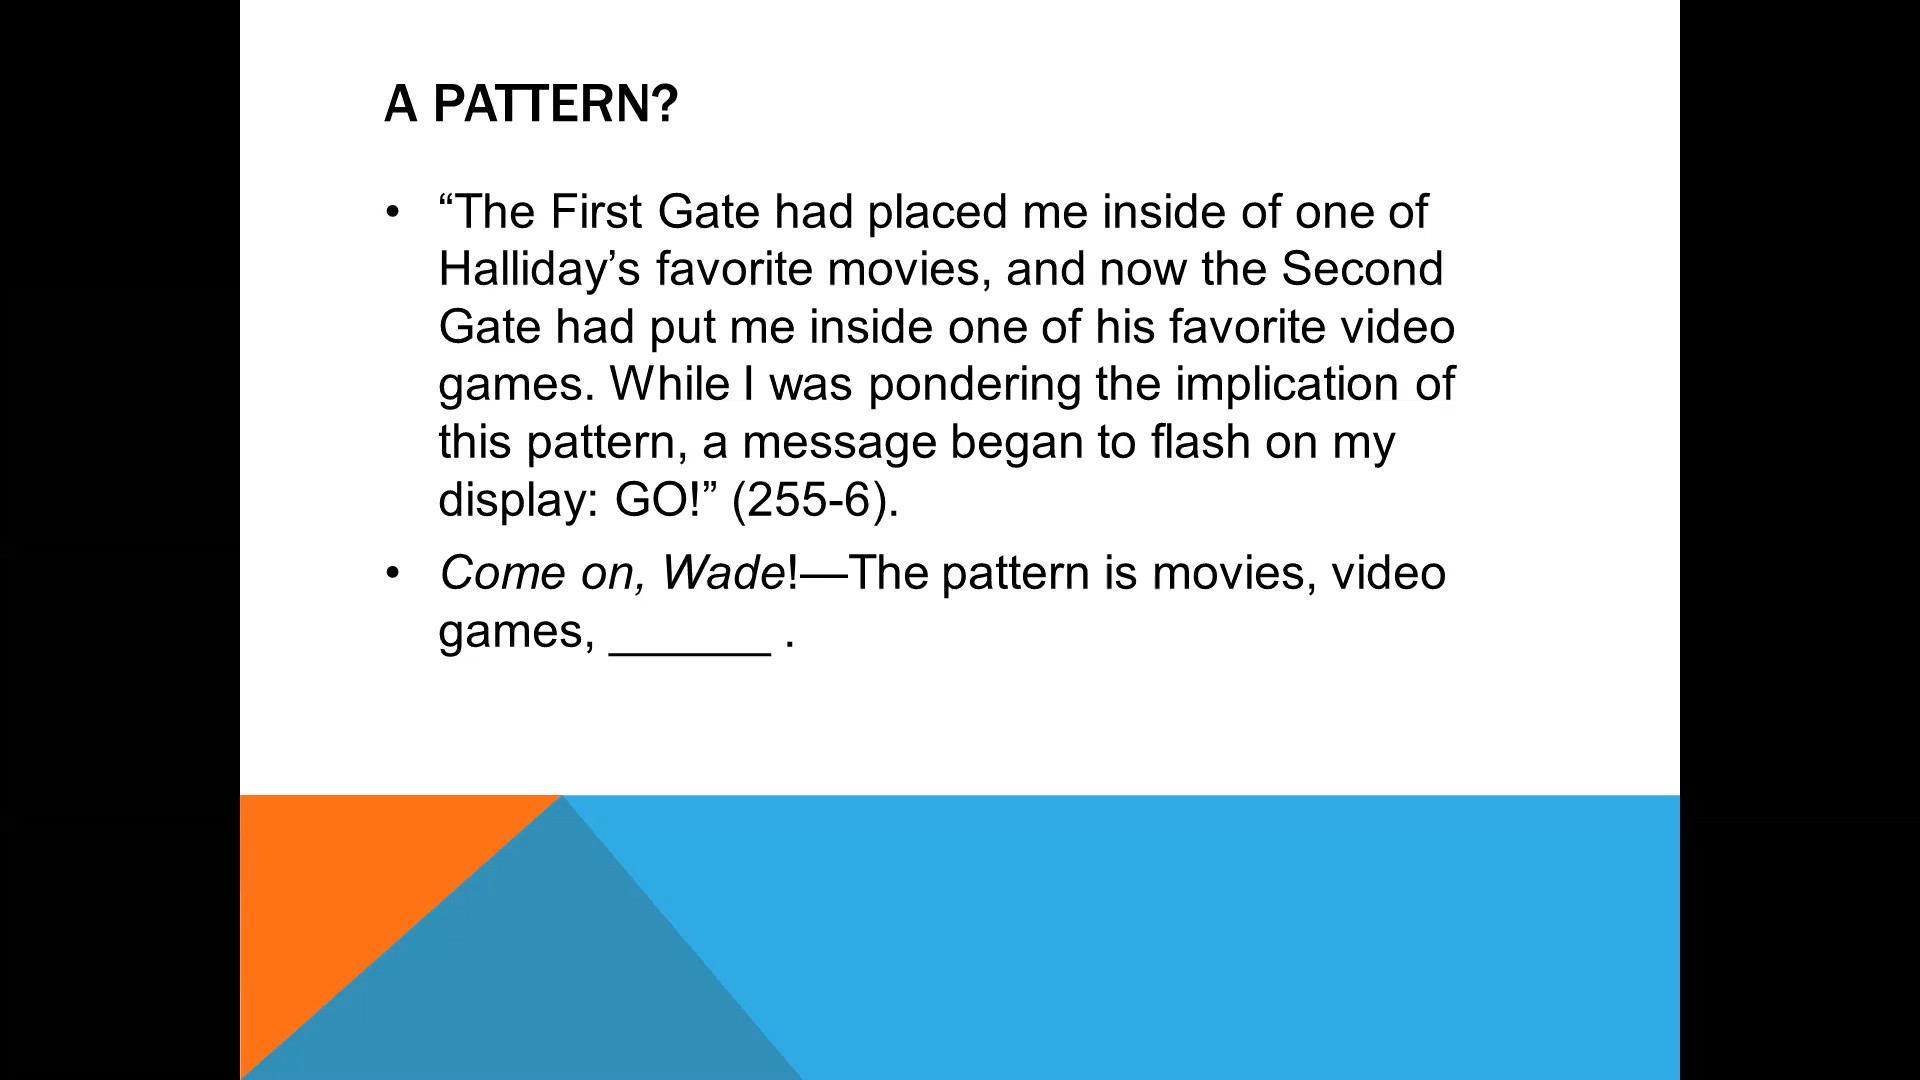 A PATTERN?
• “The First Gate had placed me inside of one of
Halliday’s favorite movies, and now the Second
Gate had put me inside one of his favorite video
games. While I was pondering the implication of
this pattern, a message began to flash on my
display: GO!” (255-6).
• Come on, Wade!—The pattern is movies, video
games, ______ .